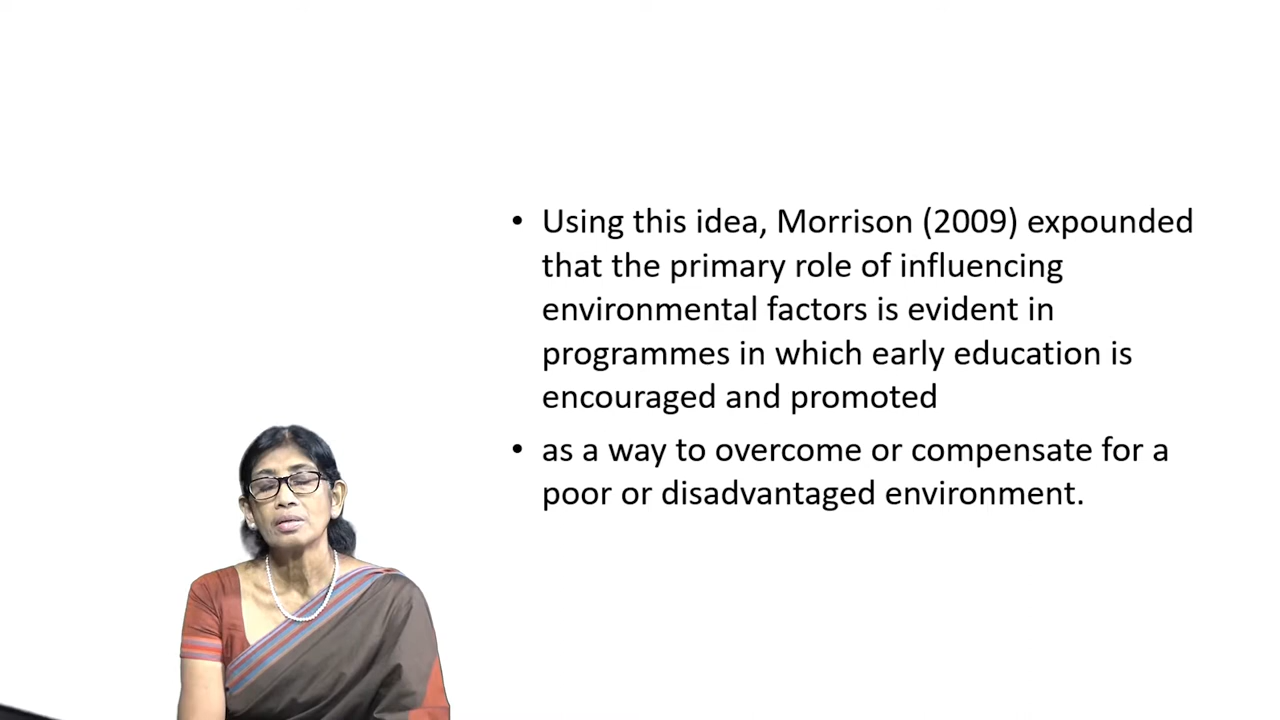 • Using this idea, Morrison (2009) expounded
that the primary role of influencing
environmental factors is evident in
programmes in which early education is
encouraged and promoted
• as a way to overcome or compensate for a
poor or disadvantaged environment.